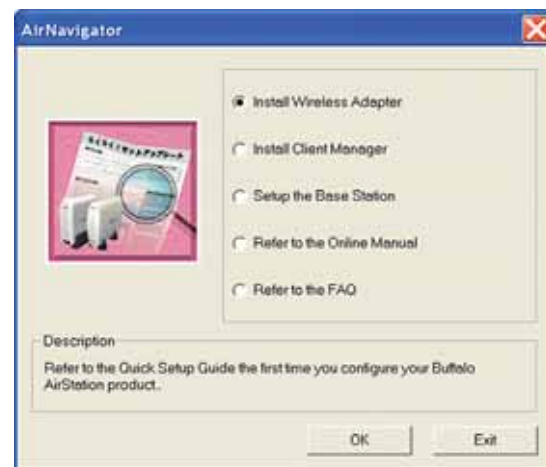 AirNavigator
Install Wireless Adapter
Install Client Manager
Setup the Base Station
Refer to the Online Manual
Refer to the FAQ
Description
Refer to the Quick Setup Guide the first time you configure your Buffalo
AirStation product..
OK
Exit